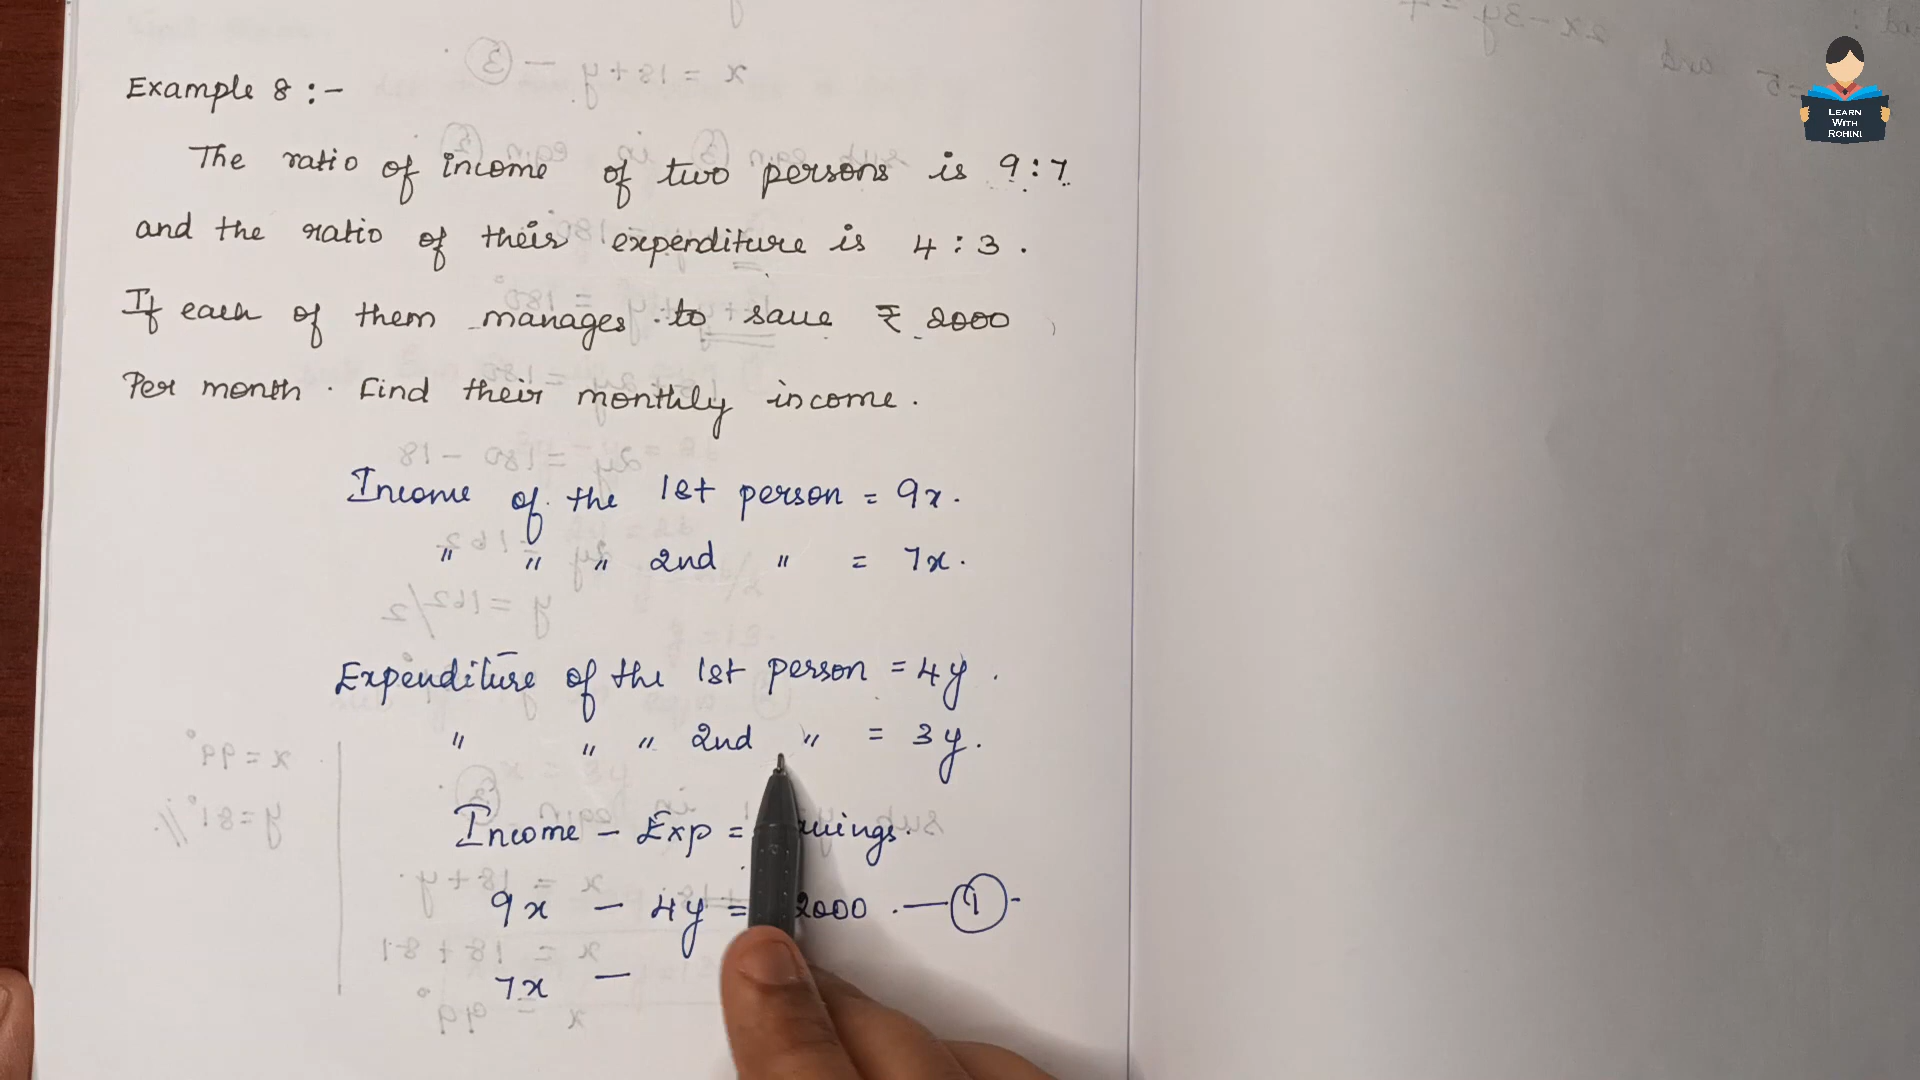 Example 8 :-
The ratio of income of two persons is 9:7
and the ratio of their expenditure is 4:3.
If each of them manages to save ₹ 2000
Per month. Find their monthly income.
Income of the 1st person = 9x.
" " " 2nd " = 7x.
Expenditure of the 1st person = 4y.
" " " 2nd " = 3y.
Income - Exp =
9x - 4y = 2000. — ①
7x -
LEARN
WITH
ROHINI